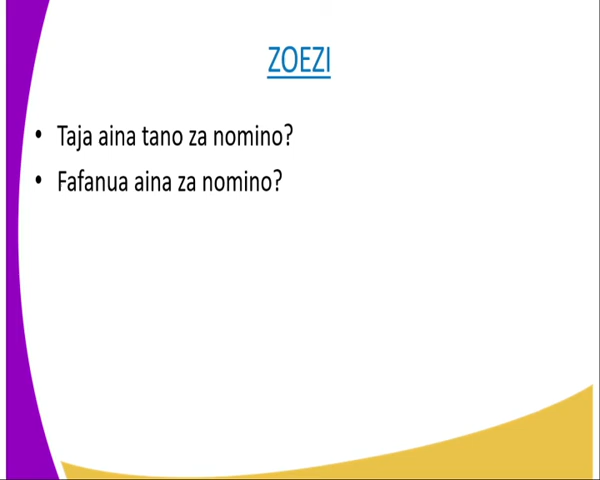 ZOEZI
• Taja aina tano za nomino?
• Fafanua aina za nomino?